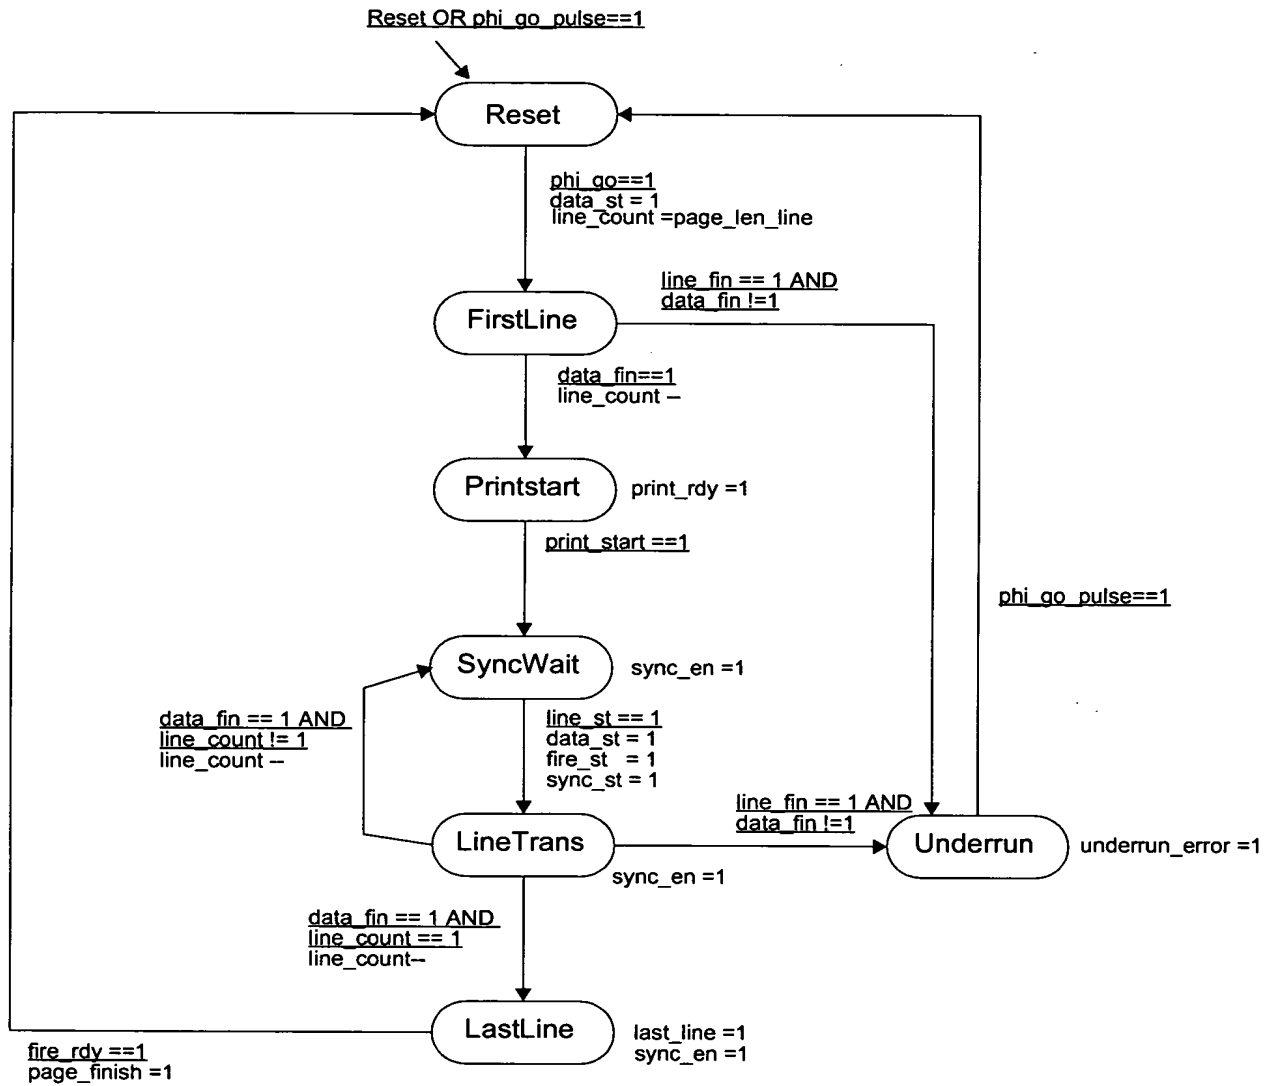 Reset OR phi_go_pulse==1
Reset
phi_go==1
data_st = 1
line_count =page_len_line
line_fin == 1 AND
data_fin !=1
FirstLine
data_fin==1
line_count --
Printstart
print_rdy =1
print_start ==1
phi_go_pulse==1
SyncWait
sync_en =1
data_fin == 1 AND
line_count != 1
line_count --
line_st == 1
data_st = 1
fire_st = 1
sync_st = 1
line_fin == 1 AND
data_fin !=1
LineTrans
sync_en =1
Underrun
underrun_error =1
data_fin == 1 AND
line_count == 1
line_count--
LastLine
last_line =1
sync_en =1
fire_rdy ==1
page_finish =1